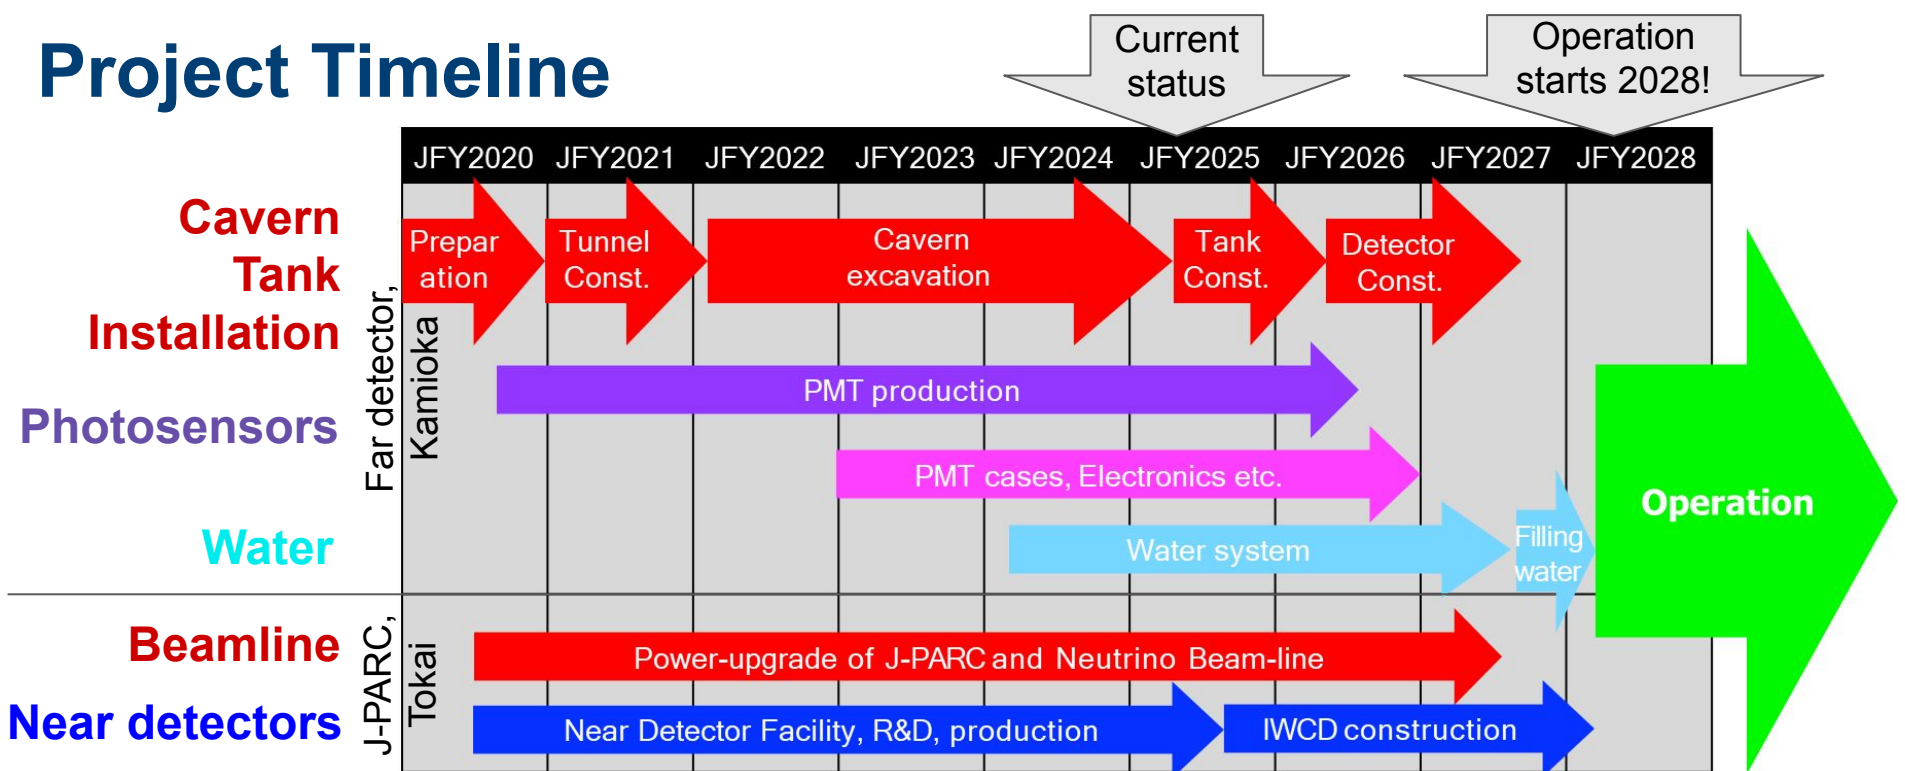 Project Timeline
Current
status
Operation
starts 2028!
JFY2020 JFY2021 JFY2022 JFY2023 JFY2024 JFY2025 JFY2026 JFY2027 JFY2028
Cavern
Tank
Installation
Far detector,
Kamioka
Prepar
ation
Tunnel
Const.
Cavern
excavation
Tank
Const.
Detector
Const.
Photosensors
PMT production
PMT cases, Electronics etc.
Water
Water system
Filling
water
Operation
J-PARC,
Tokai
Beamline
Power-upgrade of J-PARC and Neutrino Beam-line
Near detectors
Near Detector Facility, R&D, production
IWCD construction